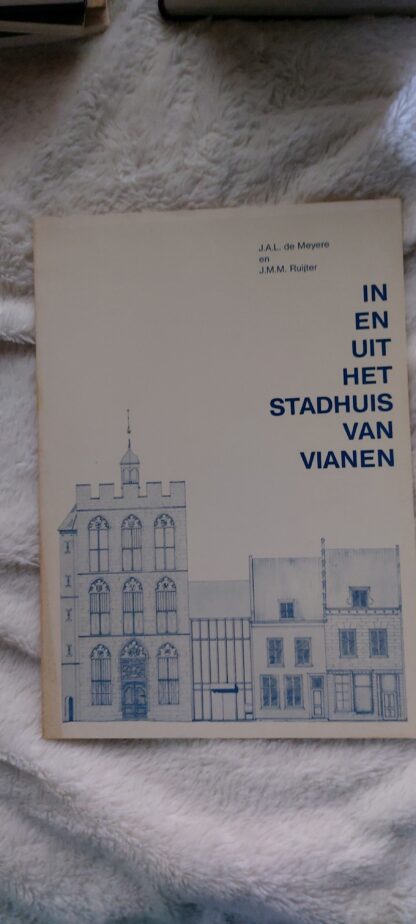 J.A.L. de Meyere
en
J.M.M. Ruijter
IN
EN
UIT
HET
STADHUIS
VAN
VIANEN